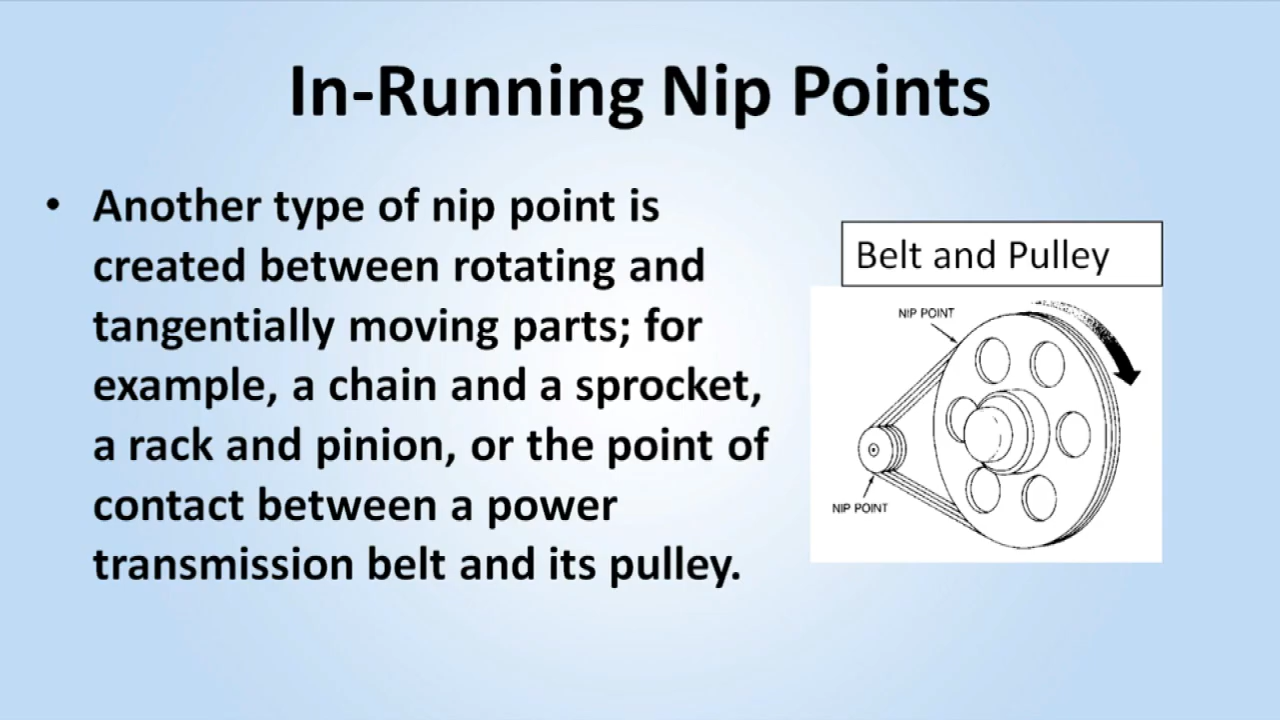 In-Running Nip Points
• Another type of nip point is
created between rotating and
tangentially moving parts; for
example, a chain and a sprocket,
a rack and pinion, or the point of
contact between a power
transmission belt and its pulley.
Belt and Pulley
NIP POINT
NIP POINT